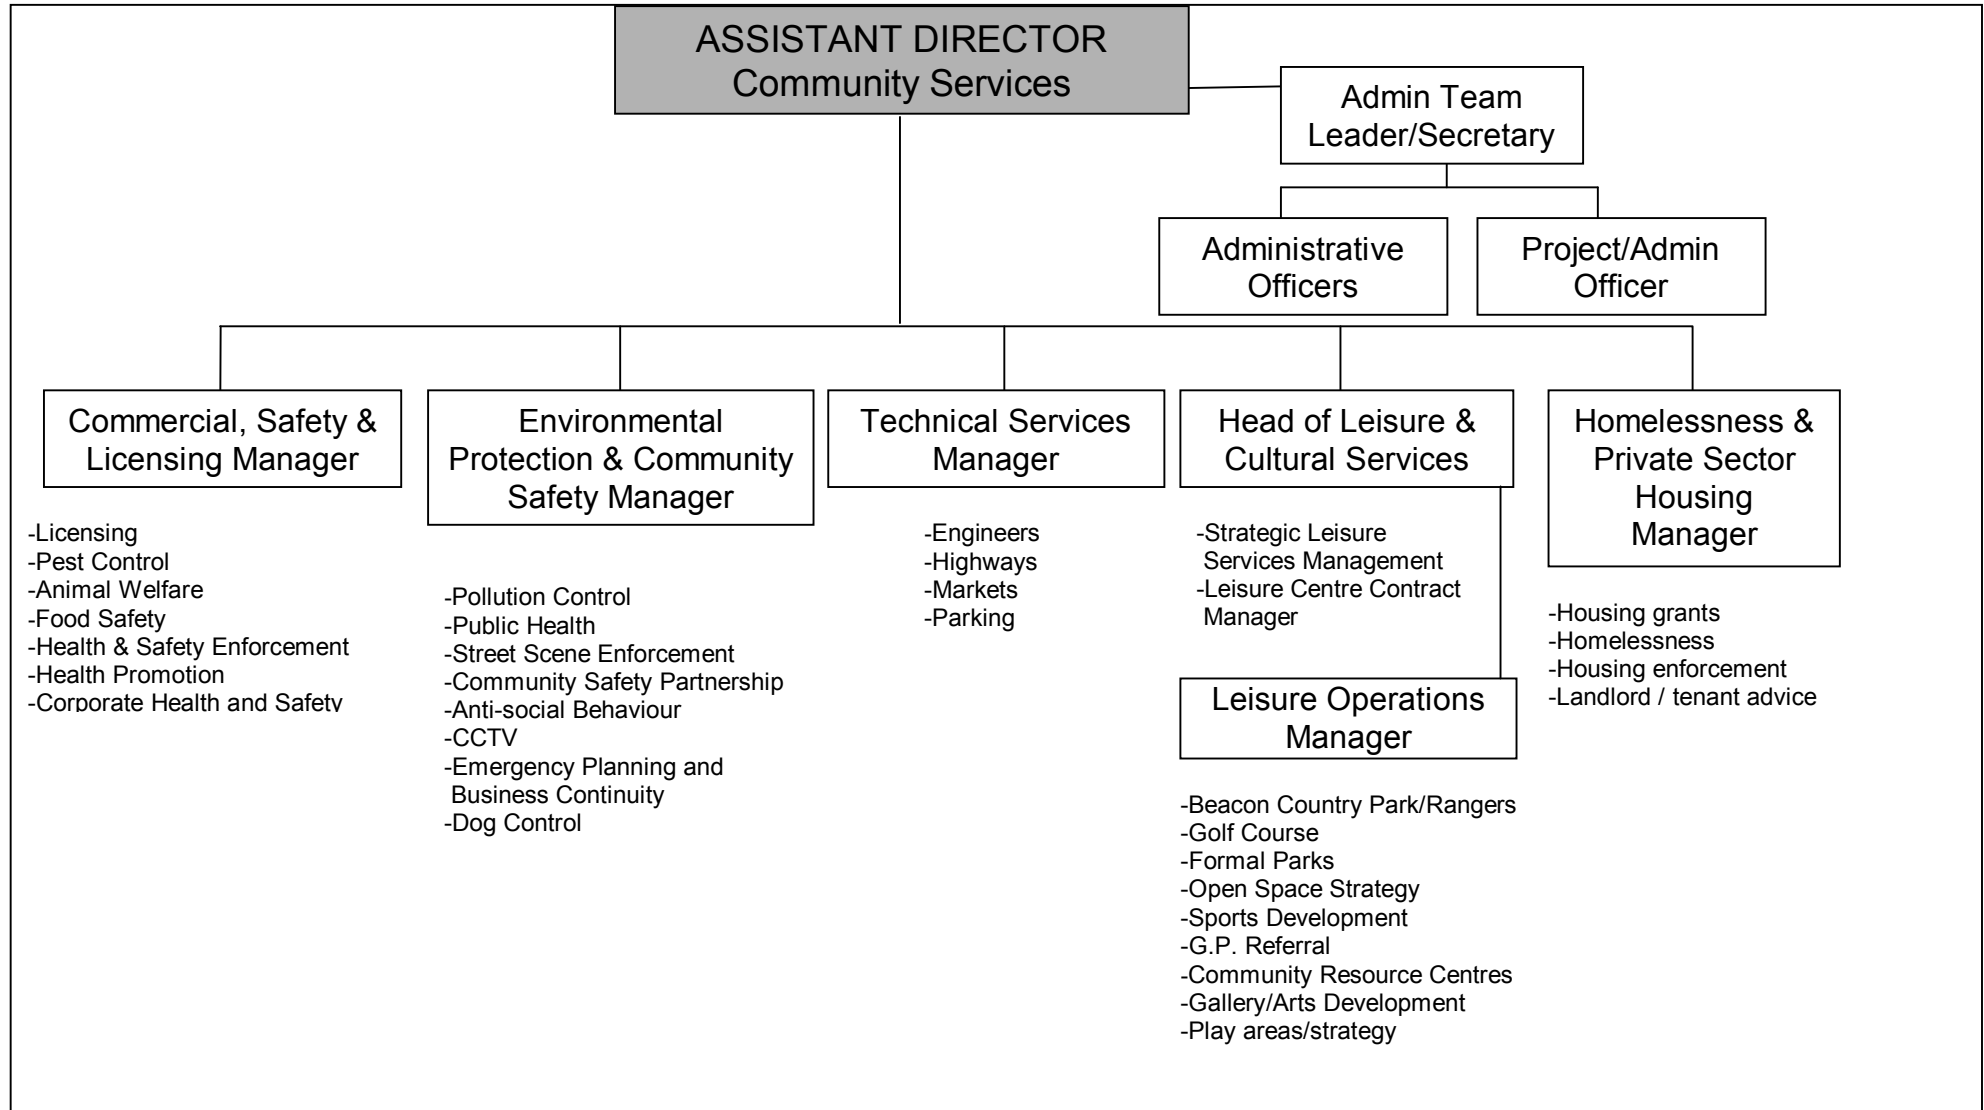 ASSISTANT DIRECTOR
Community Services
Admin Team
Leader/Secretary
Administrative
Officers
Project/Admin
Officer
Commercial, Safety &
Licensing Manager
-Licensing
-Pest Control
-Animal Welfare
-Food Safety
-Health & Safety Enforcement
-Health Promotion
-Corporate Health and Safety
Environmental
Protection & Community
Safety Manager
-Pollution Control
-Public Health
-Street Scene Enforcement
-Community Safety Partnership
-Anti-social Behaviour
-CCTV
-Emergency Planning and
Business Continuity
-Dog Control
Technical Services
Manager
-Engineers
-Highways
-Markets
-Parking
Head of Leisure &
Cultural Services
-Strategic Leisure
Services Management
-Leisure Centre Contract
Manager
Leisure Operations
Manager
-Beacon Country Park/Rangers
-Golf Course
-Formal Parks
-Open Space Strategy
-Sports Development
-G.P. Referral
-Community Resource Centres
-Gallery/Arts Development
-Play areas/strategy
Homelessness &
Private Sector
Housing
Manager
-Housing grants
-Homelessness
-Housing enforcement
-Landlord / tenant advice